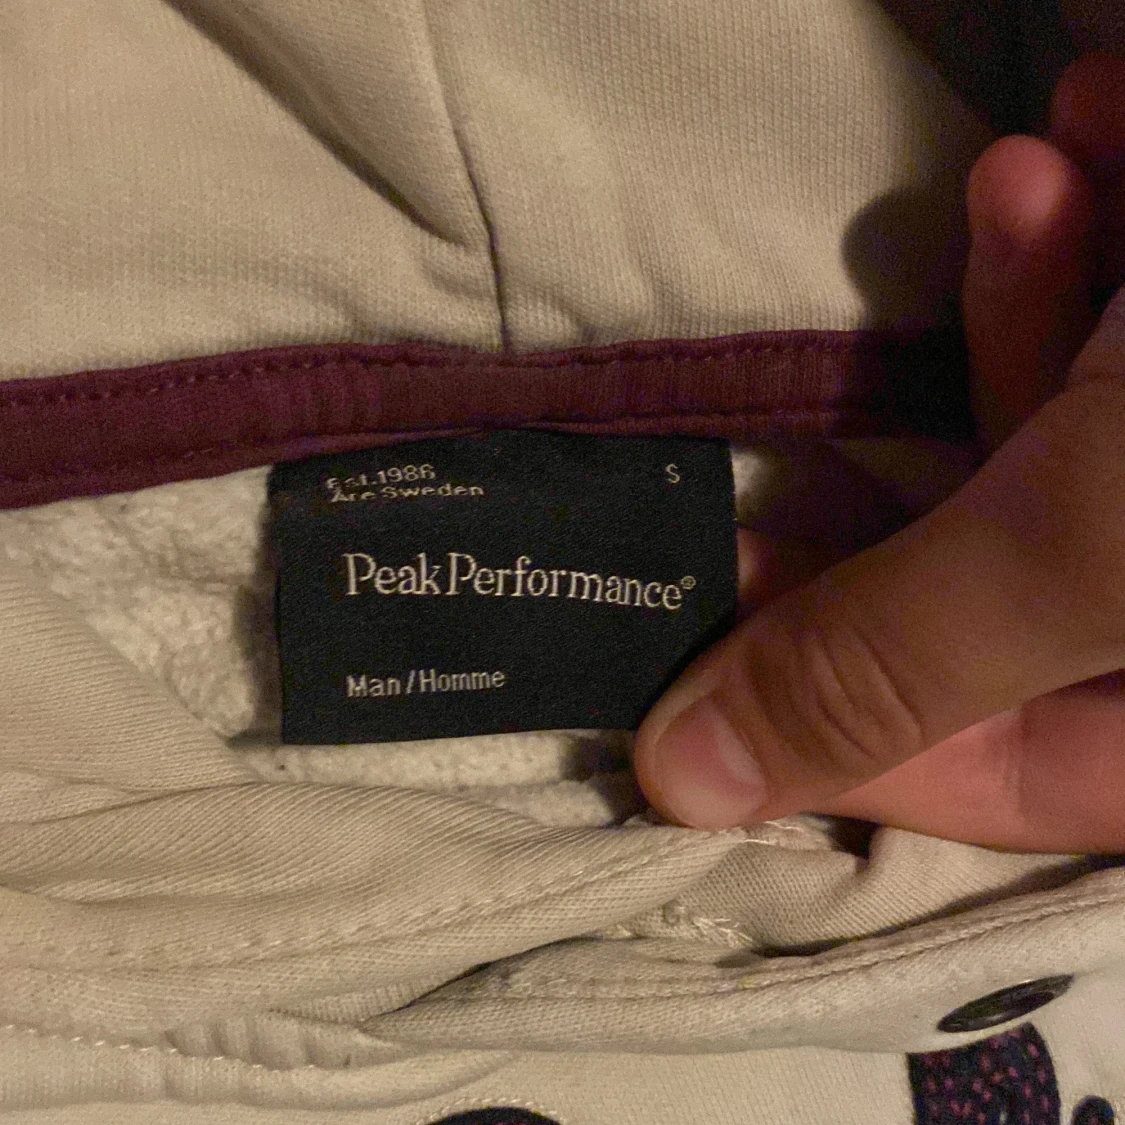 Est.1986
S
Åre Sweden
Peak Performance®
Man/Homme